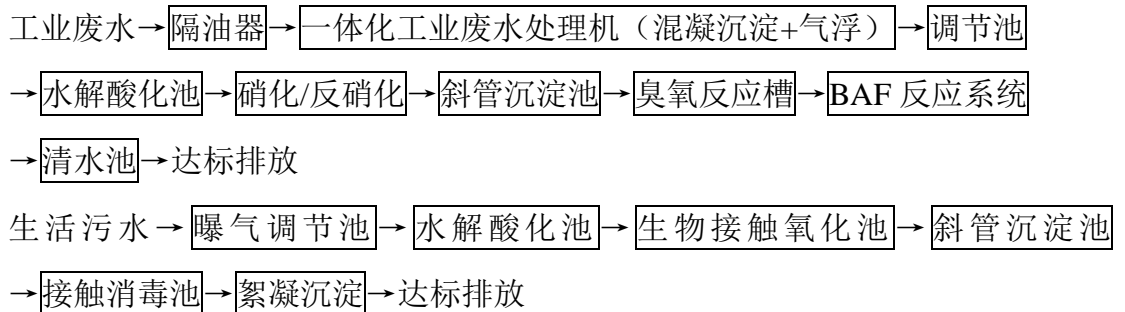 工业废水→隔油器→一体化工业废水处理机（混凝沉淀+气浮）→调节池
→水解酸化池→硝化/反硝化→斜管沉淀池→臭氧反应槽→BAF 反应系统
→清水池→达标排放
生活污水→曝气调节池→水解酸化池→生物接触氧化池→斜管沉淀池
→接触消毒池→絮凝沉淀→达标排放